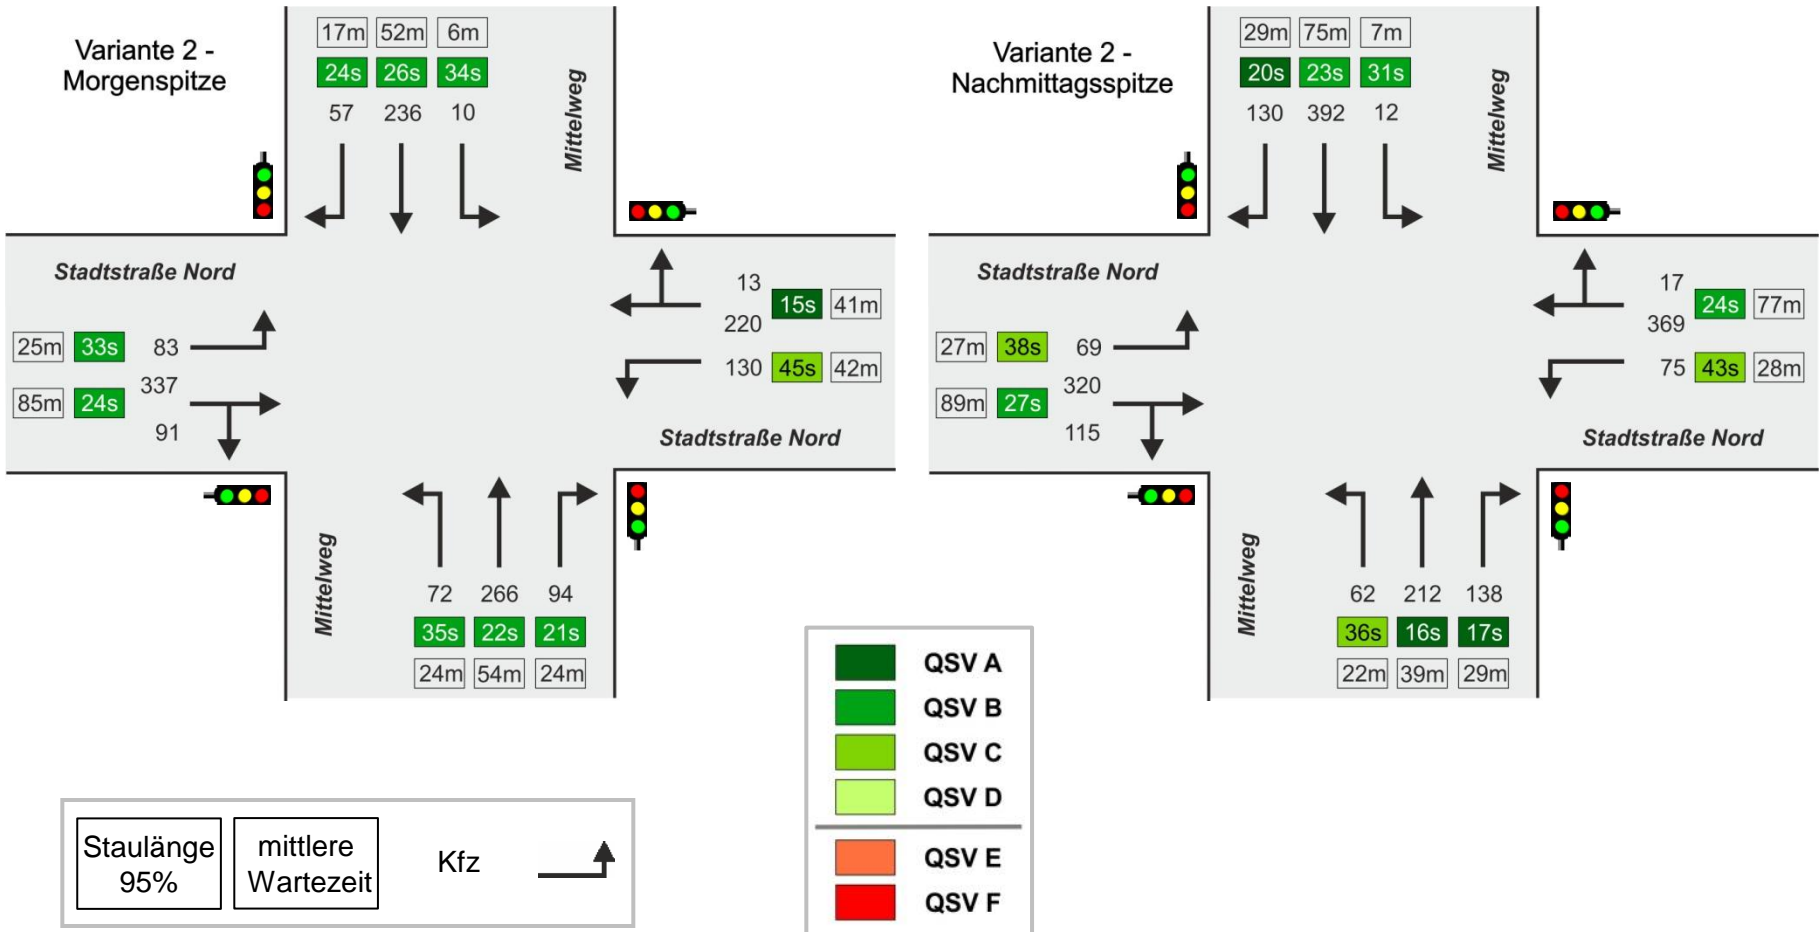 Variante 2 -
Morgenspitze
17m 52m 6m
24s 26s 34s
57 236 10
Mittelweg
Stadtstraße Nord
13
15s 41m
220
130 45s 42m
25m 33s 83
337
85m 24s
91
Stadtstraße Nord
Mittelweg
72 266 94
35s 22s 21s
24m 54m 24m
Variante 2 -
Nachmittagsspitze
29m 75m 7m
20s 23s 31s
130 392 12
Mittelweg
Stadtstraße Nord
17
24s 77m
369
75 43s 28m
27m 38s 69
320
89m 27s
115
Stadtstraße Nord
Mittelweg
62 212 138
36s 16s 17s
22m 39m 29m
Staulänge
95%
mittlere
Wartezeit
Kfz
QSV A
QSV B
QSV C
QSV D
QSV E
QSV F